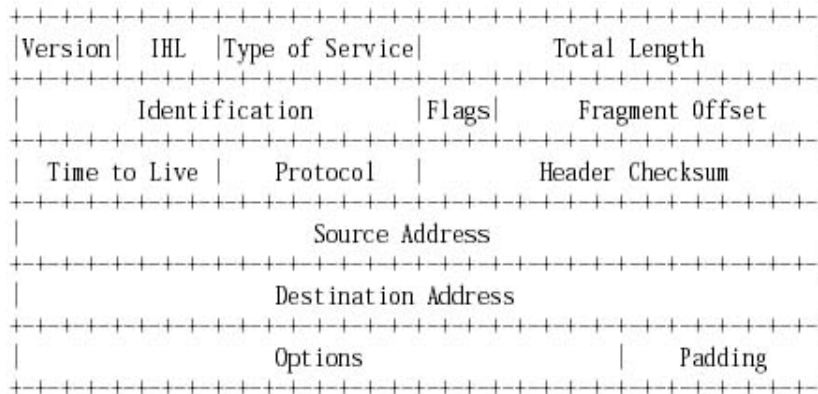 +-+-+-+-+-+-+-+-+-+-+-+-+-+-+-+-+-+-+-+-+-+-+-+-+-+-+-+-+-+-+-+-
|Version| IHL |Type of Service| Total Length
+-+-+-+-+-+-+-+-+-+-+-+-+-+-+-+-+-+-+-+-+-+-+-+-+-+-+-+-+-+-+-+-
| Identification |Flags| Fragment Offset
+-+-+-+-+-+-+-+-+-+-+-+-+-+-+-+-+-+-+-+-+-+-+-+-+-+-+-+-+-+-+-+-
| Time to Live | Protocol | Header Checksum
+-+-+-+-+-+-+-+-+-+-+-+-+-+-+-+-+-+-+-+-+-+-+-+-+-+-+-+-+-+-+-+-
| Source Address
+-+-+-+-+-+-+-+-+-+-+-+-+-+-+-+-+-+-+-+-+-+-+-+-+-+-+-+-+-+-+-+-
| Destination Address
+-+-+-+-+-+-+-+-+-+-+-+-+-+-+-+-+-+-+-+-+-+-+-+-+-+-+-+-+-+-+-+-
| Options | Padding
+-+-+-+-+-+-+-+-+-+-+-+-+-+-+-+-+-+-+-+-+-+-+-+-+-+-+-+-+-+-+-+-